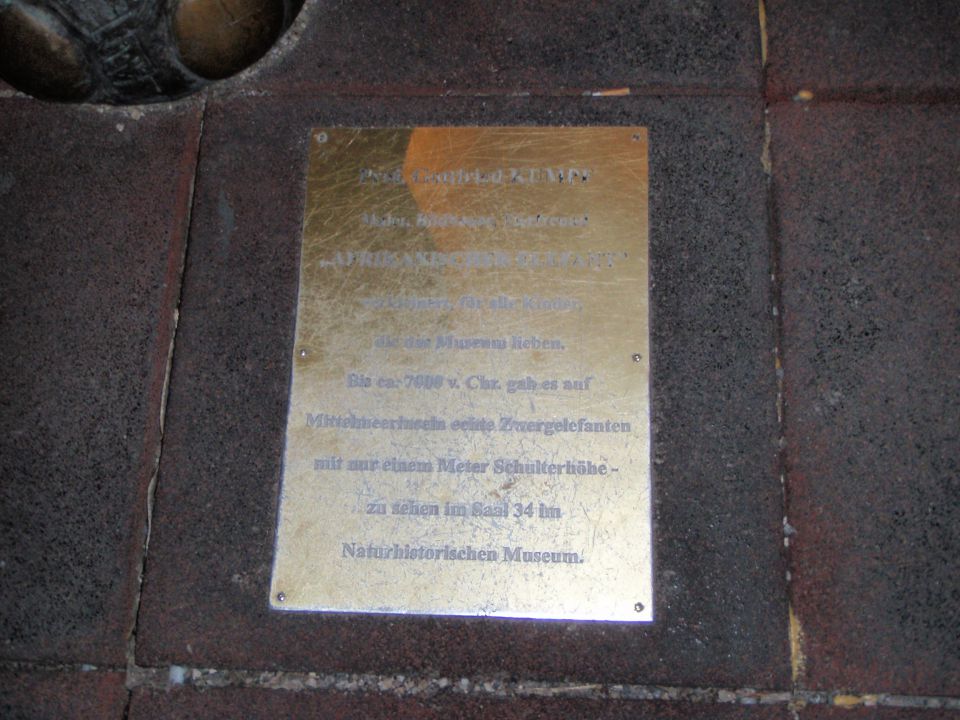 Prof. Gottfried KUMPF
Maler, Bildhauer, Tierfreund
„AFRIKANISCHER ELEFANT"
verkleinert, für alle Kinder,
die das Museum lieben.
Bis ca. 7000 v. Chr. gab es auf
Mittelmeerinseln echte Zwergelefanten
mit nur einem Meter Schulterhöhe -
zu sehen im Saal 34 im
Naturhistorischen Museum.